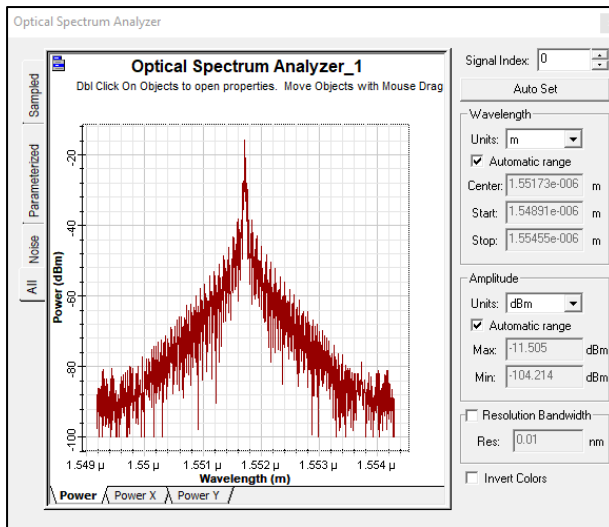 Optical Spectrum Analyzer
Optical Spectrum Analyzer_1
Dbl Click On Objects to open properties. Move Objects with Mouse Drag
Sampled
Parameterized
Noise
All
Power (dBm)
-20
-40
-60
-80
-100
1.549 µ 1.55 µ 1.551 µ 1.552 µ 1.553 µ 1.554 µ
Wavelength (m)
Power Power X Power Y
Signal Index: 0
Auto Set
Wavelength
Units: m
Automatic range
Center: 1.55173e-006 m
Start: 1.54891e-006 m
Stop: 1.55455e-006 m
Amplitude
Units: dBm
Automatic range
Max: -11.505 dBm
Min: -104.214 dBm
Resolution Bandwidth
Res: 0.01 nm
Invert Colors